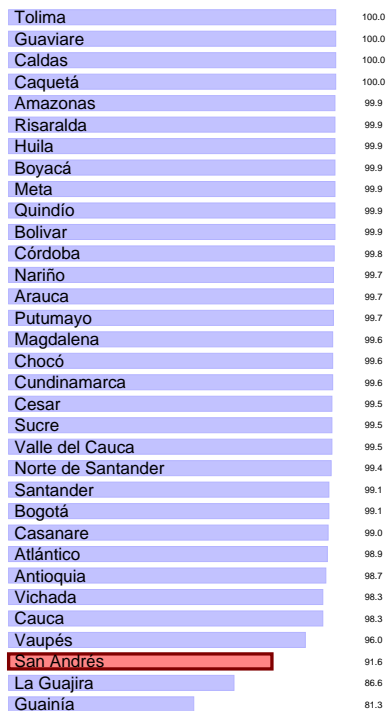 Tolima 100.0
Guaviare 100.0
Caldas 100.0
Caquetá 100.0
Amazonas 99.9
Risaralda 99.9
Huila 99.9
Boyacá 99.9
Meta 99.9
Quindío 99.9
Bolivar 99.9
Córdoba 99.8
Nariño 99.7
Arauca 99.7
Putumayo 99.7
Magdalena 99.6
Chocó 99.6
Cundinamarca 99.6
Cesar 99.5
Sucre 99.5
Valle del Cauca 99.5
Norte de Santander 99.4
Santander 99.1
Bogotá 99.1
Casanare 99.0
Atlántico 98.9
Antioquia 98.7
Vichada 98.3
Cauca 98.3
Vaupés 96.0
San Andrés 91.6
La Guajira 86.6
Guainía 81.3